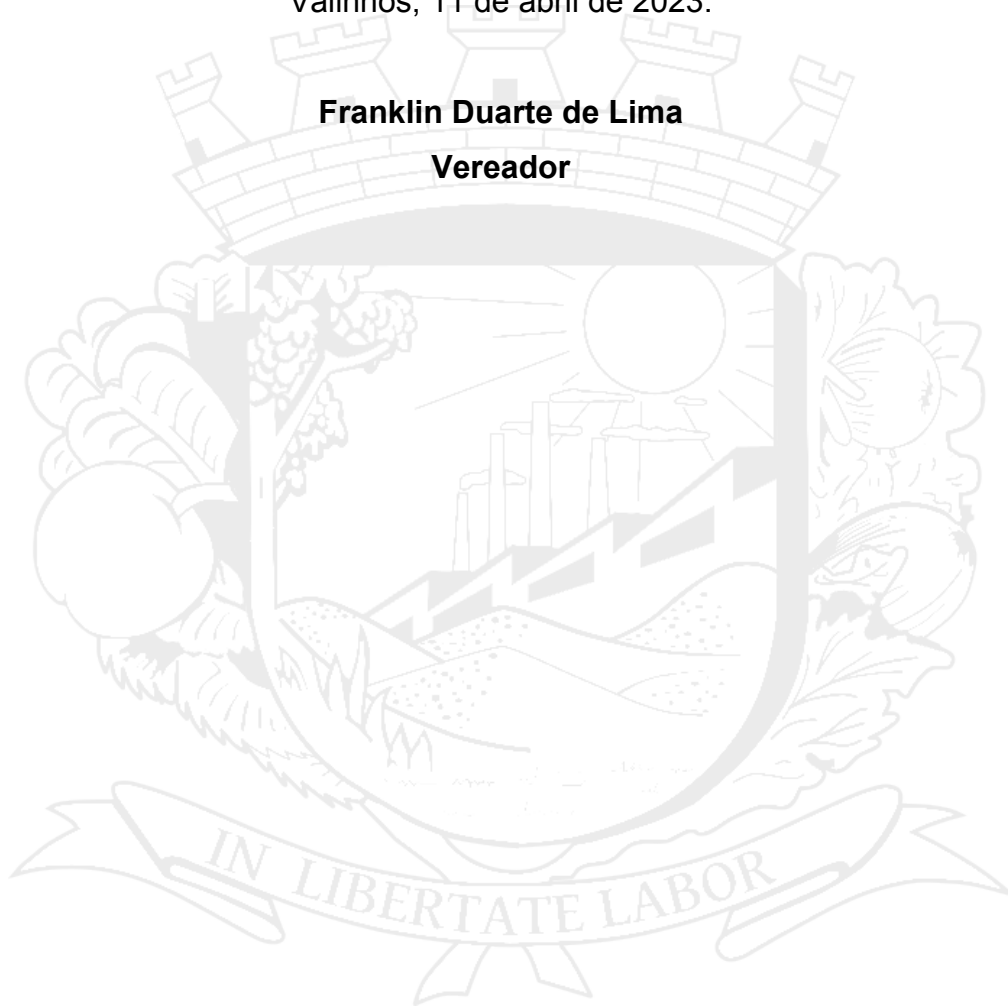 Valinhos, 11 de abril de 2023.
Franklin Duarte de Lima
Vereador
IN LIBERTATE LABOR